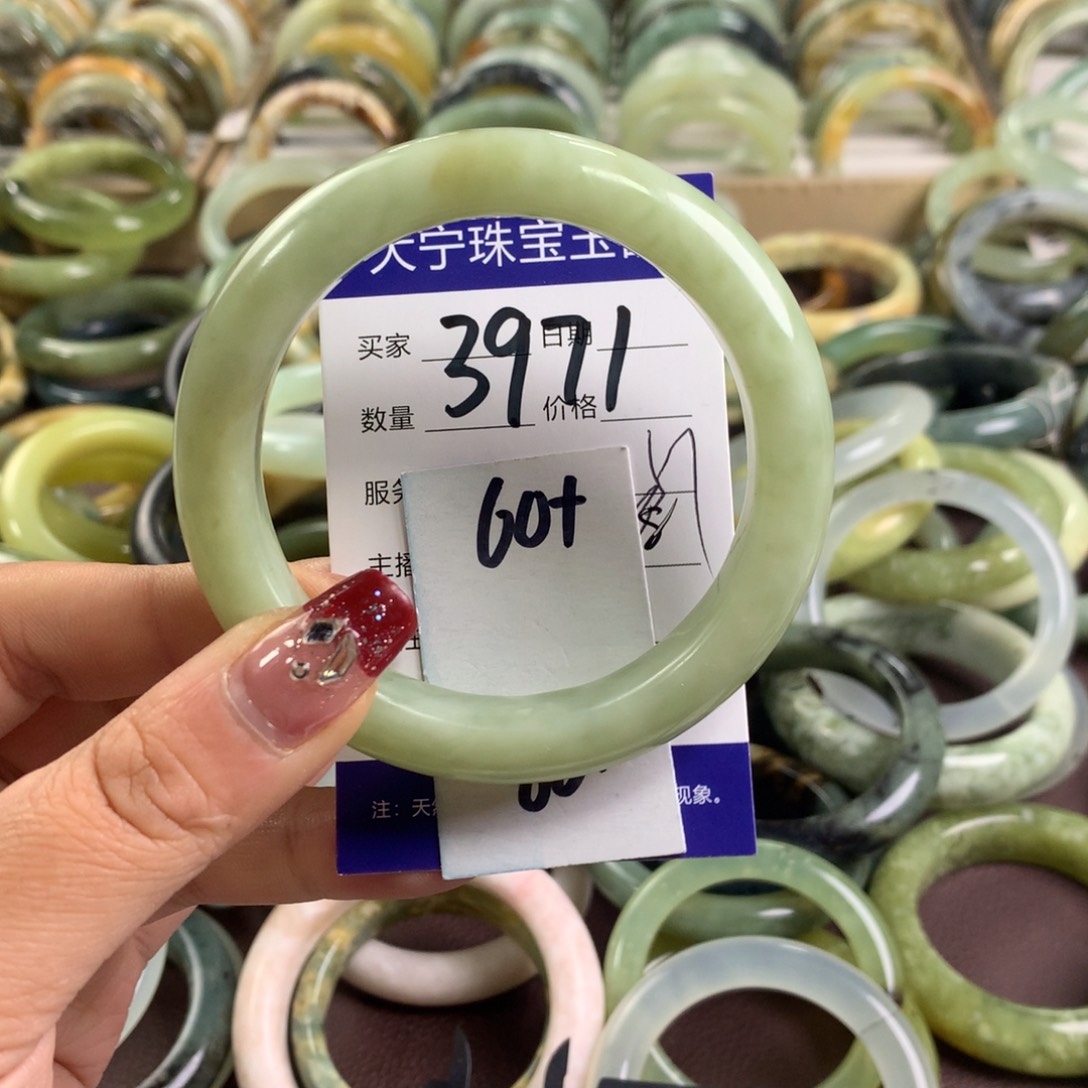 天宁珠宝玉
买家 3971 日期
数量 价格
服务
60+
主播
注：天 现象。